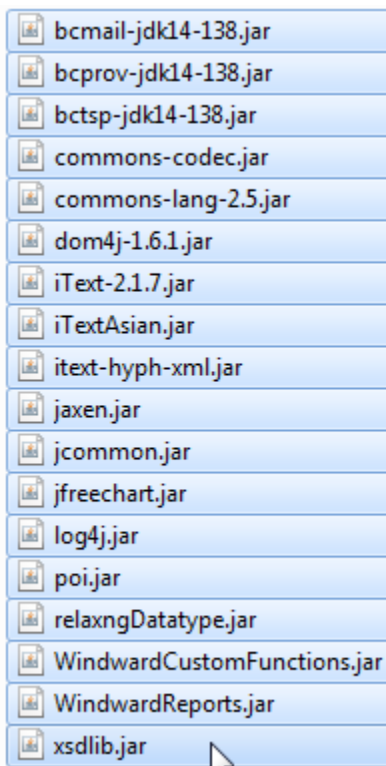 bcmail-jdk14-138.jar
bcprov-jdk14-138.jar
bctsp-jdk14-138.jar
commons-codec.jar
commons-lang-2.5.jar
dom4j-1.6.1.jar
iText-2.1.7.jar
iTextAsian.jar
itext-hyph-xml.jar
jaxen.jar
jcommon.jar
jfreechart.jar
log4j.jar
poi.jar
relaxngDatatype.jar
WindwardCustomFunctions.jar
WindwardReports.jar
xsdlib.jar